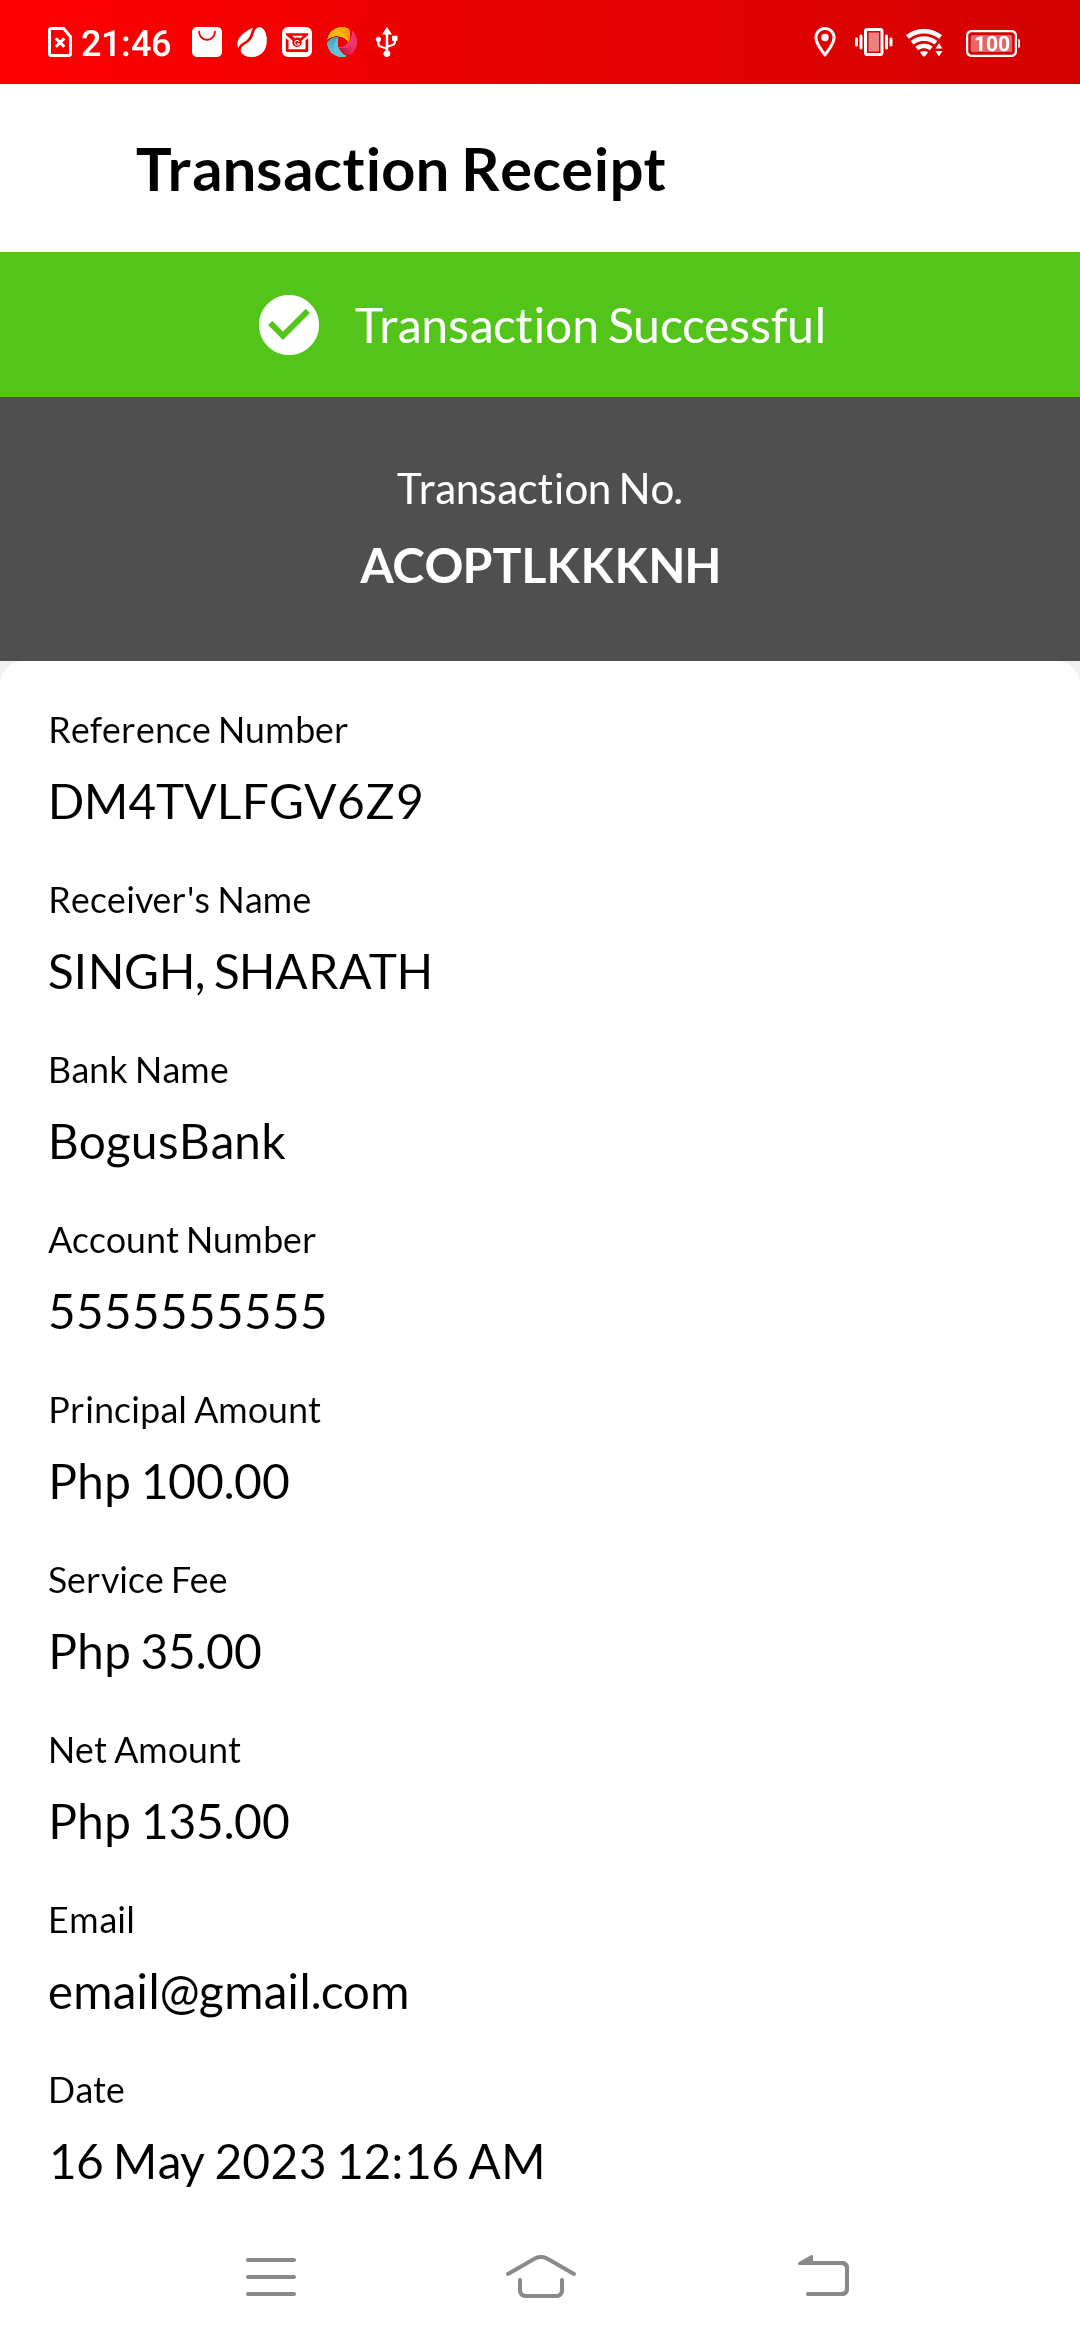 21:46
100
Transaction Receipt
Transaction Successful
Transaction No.
ACOPTLKKKNH
Reference Number
DM4TVLFGV6Z9
Receiver's Name
SINGH, SHARATH
Bank Name
BogusBank
Account Number
5555555555
Principal Amount
Php 100.00
Service Fee
Php 35.00
Net Amount
Php 135.00
Email
email@gmail.com
Date
16 May 2023 12:16 AM